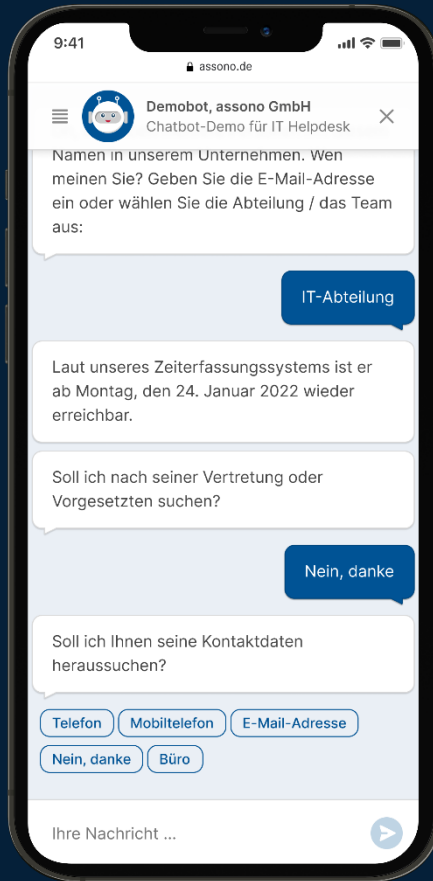 9:41
assono.de
Demobot, assono GmbH
Chatbot-Demo für IT Helpdesk
Namen in unserem Unternehmen. Wen
meinen Sie? Geben Sie die E-Mail-Adresse
ein oder wählen Sie die Abteilung / das Team
aus:
IT-Abteilung
Laut unseres Zeiterfassungssystems ist er
ab Montag, den 24. Januar 2022 wieder
erreichbar.
Soll ich nach seiner Vertretung oder
Vorgesetzten suchen?
Nein, danke
Soll ich Ihnen seine Kontaktdaten
heraussuchen?
Telefon Mobiltelefon E-Mail-Adresse
Nein, danke Büro
Ihre Nachricht ...